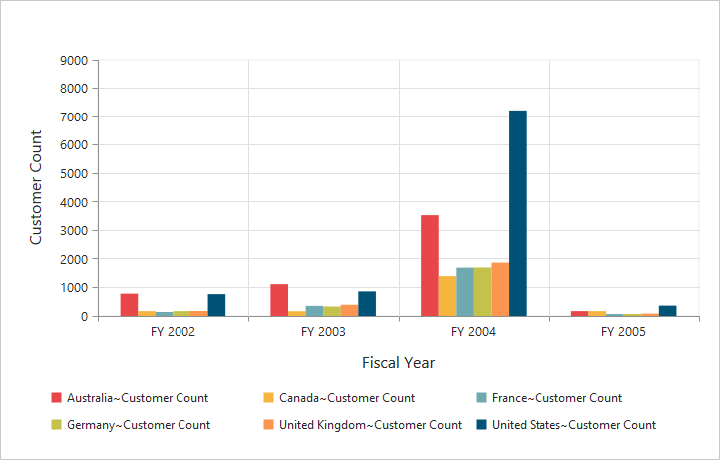 9000
8000
7000
6000
5000
4000
3000
2000
1000
0
Customer Count
FY 2002 FY 2003 FY 2004 FY 2005
Fiscal Year
Australia~Customer Count Canada~Customer Count France~Customer Count
Germany~Customer Count United Kingdom~Customer Count United States~Customer Count